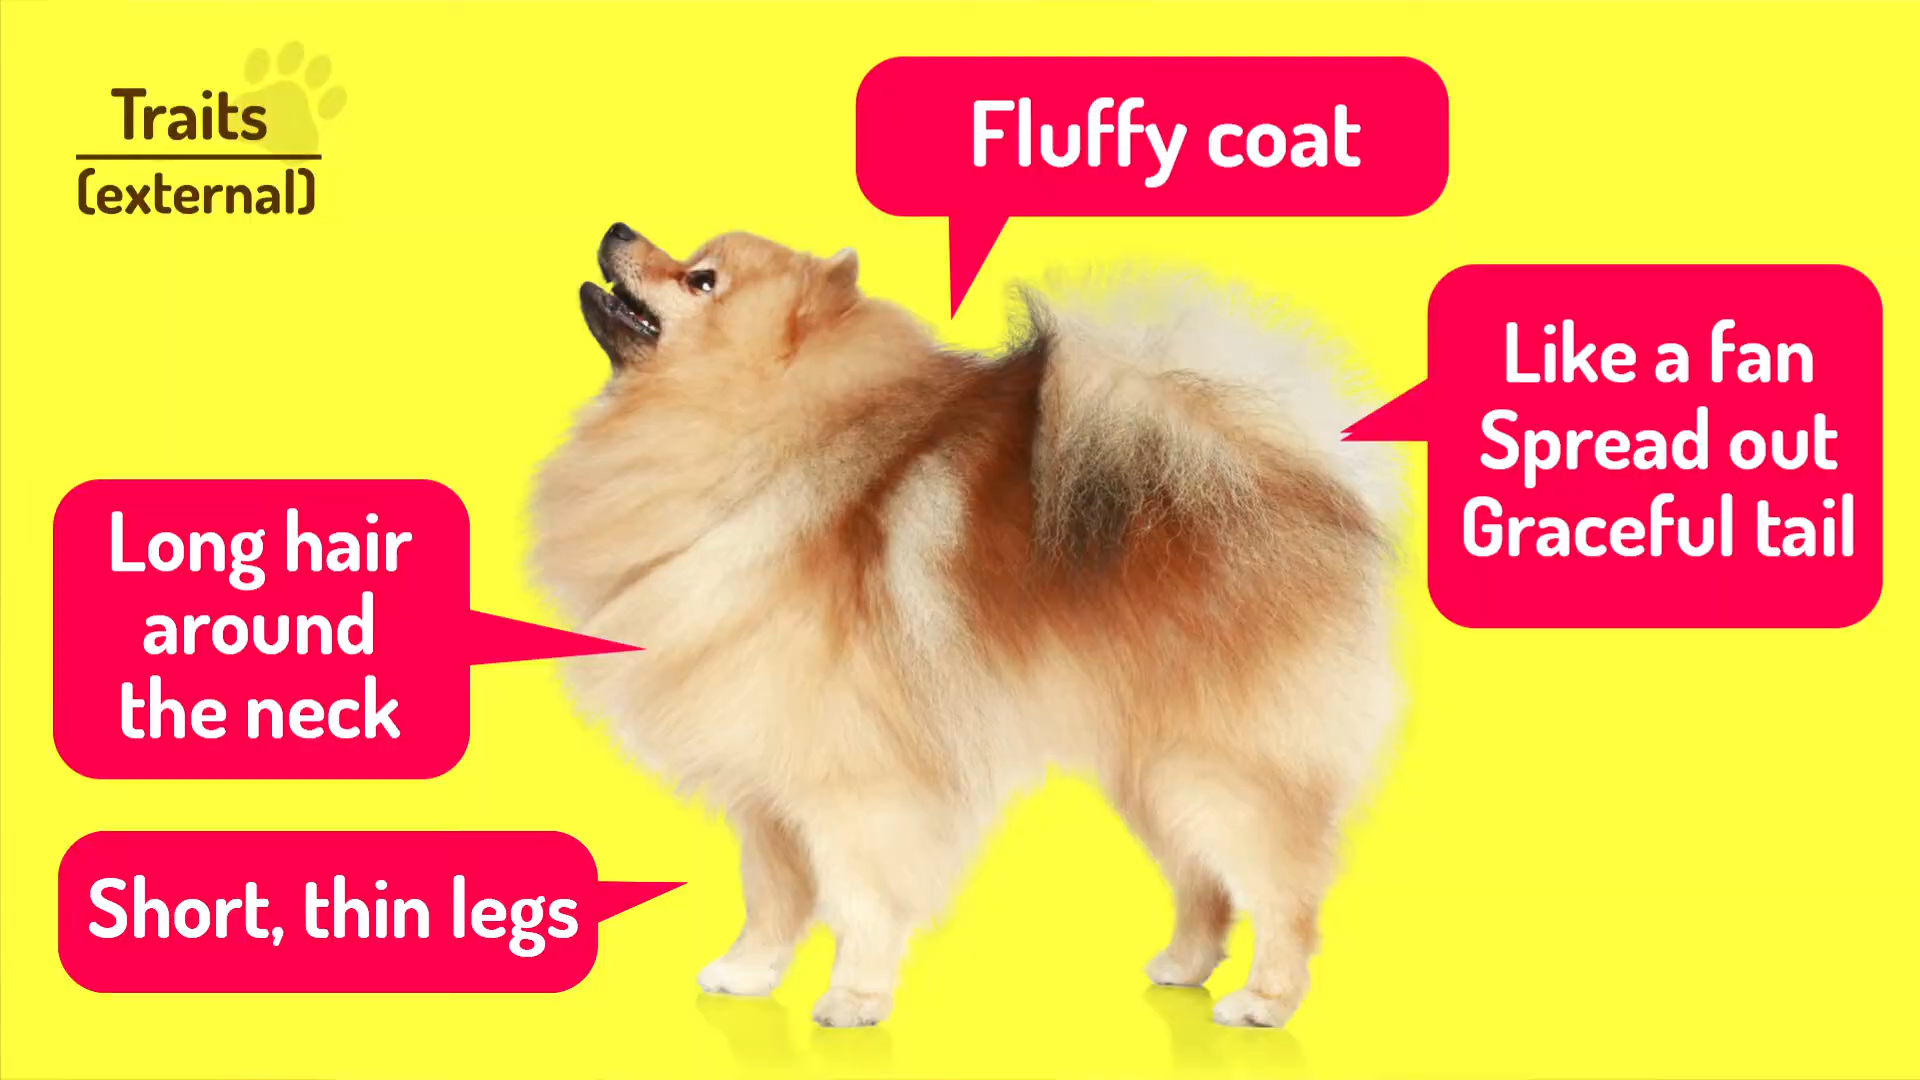 Traits
(external)
Fluffy coat
Like a fan
Spread out
Graceful tail
Long hair
around
the neck
Short, thin legs